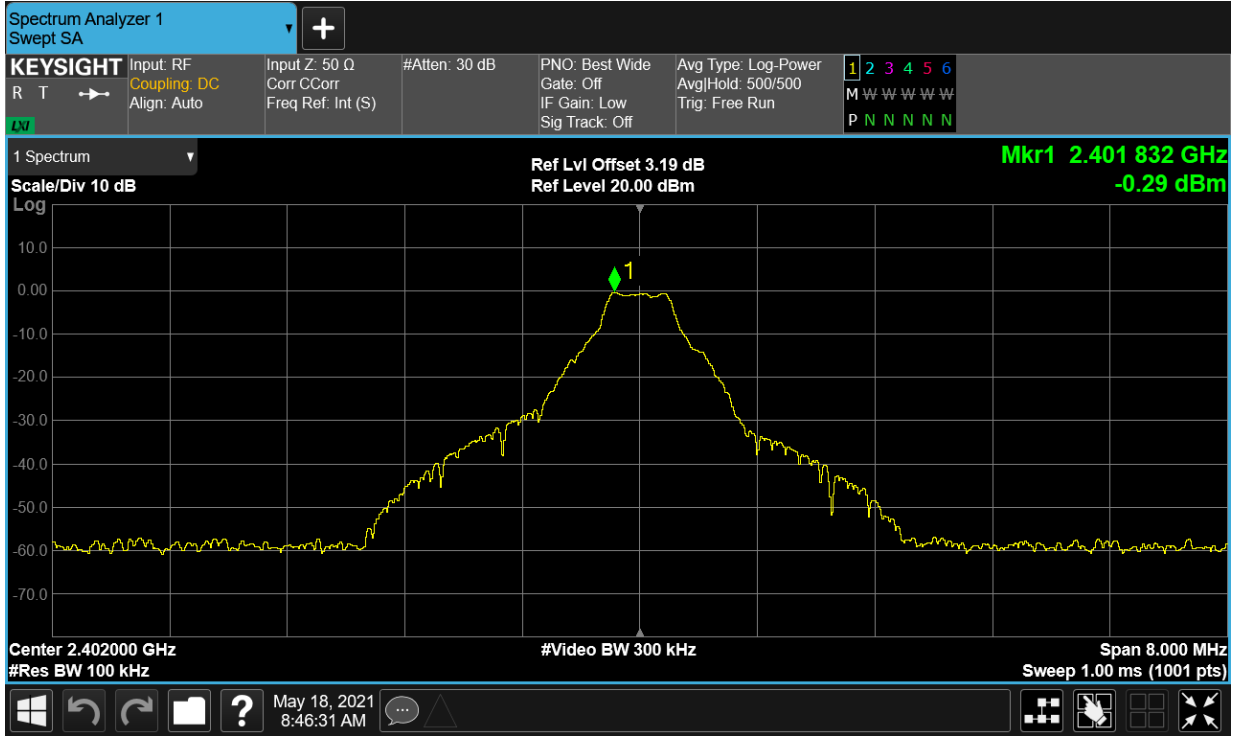 Spectrum Analyzer 1
Swept SA
KEYSIGHT
R T
LXI
Input: RF
Coupling: DC
Align: Auto
Input Z: 50 Ω
Corr CCorr
Freq Ref: Int (S)
#Atten: 30 dB
PNO: Best Wide
Gate: Off
IF Gain: Low
Sig Track: Off
Avg Type: Log-Power
Avg|Hold: 500/500
Trig: Free Run
1 2 3 4 5 6
M W W W W W
P N N N N N N
1 Spectrum
Scale/Div 10 dB
Log
Ref Lvl Offset 3.19 dB
Ref Level 20.00 dBm
Mkr1 2.401 832 GHz
-0.29 dBm
10.0
0.00
-10.0
-20.0
-30.0
-40.0
-50.0
-60.0
-70.0
1
Center 2.402000 GHz
#Res BW 100 kHz
#Video BW 300 kHz
Span 8.000 MHz
Sweep 1.00 ms (1001 pts)
?
May 18, 2021
8:46:31 AM